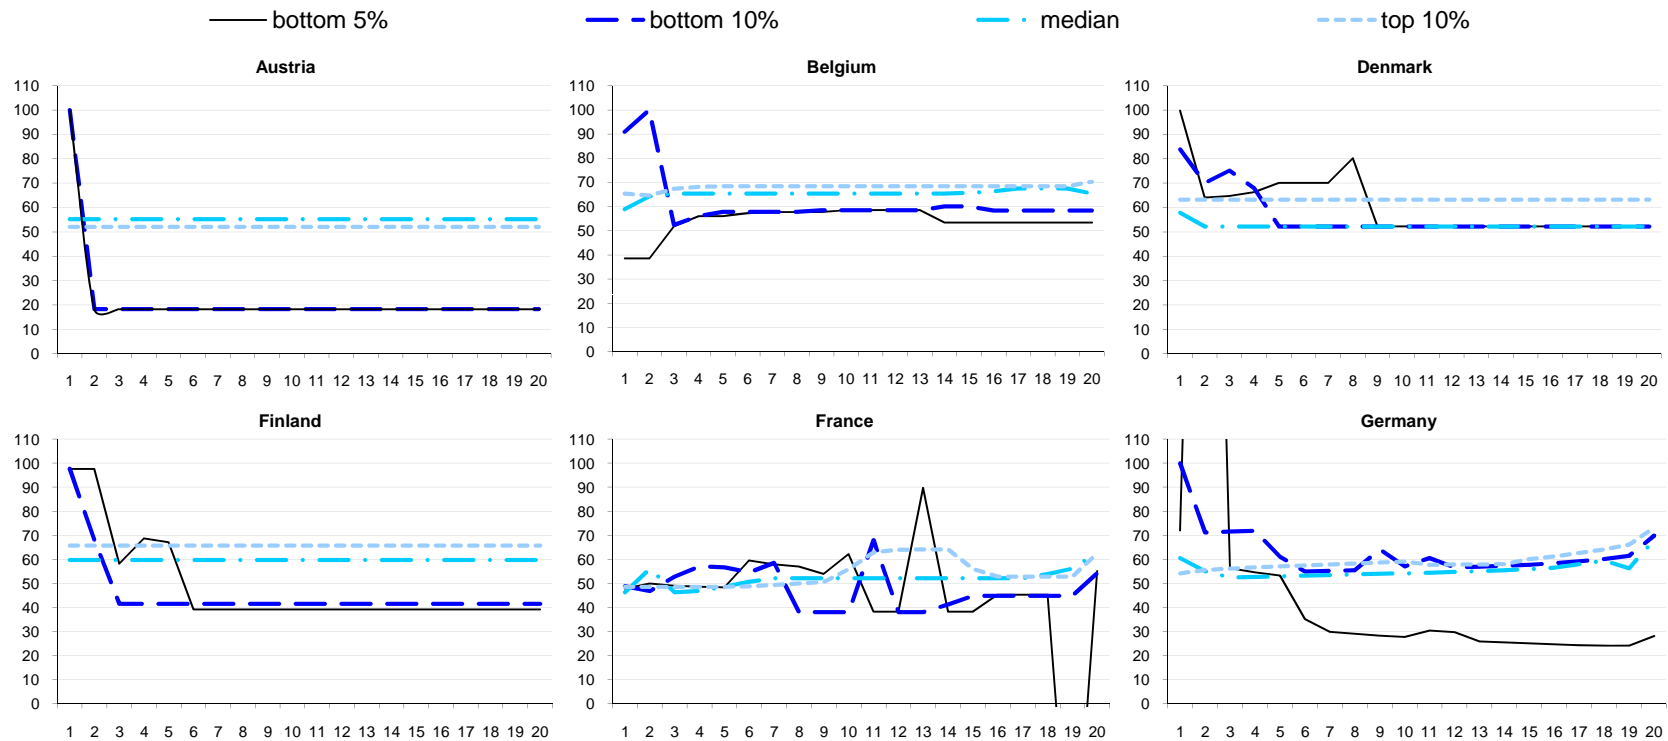 bottom 5% bottom 10% median top 10%
Austria Belgium Denmark
110 110 110
100 100 100
90 90 90
80 80 80
70 70 70
60 60 60
50 50 50
40 40 40
30 30 30
20 20 20
10 10 10
0 0 0
1 2 3 4 5 6 7 8 9 10 11 12 13 14 15 16 17 18 19 20 1 2 3 4 5 6 7 8 9 10 11 12 13 14 15 16 17 18 19 20 1 2 3 4 5 6 7 8 9 10 11 12 13 14 15 16 17 18 19 20
Finland France Germany
110 110 110
100 100 100
90 90 90
80 80 80
70 70 70
60 60 60
50 50 50
40 40 40
30 30 30
20 20 20
10 10 10
0 0 0
1 2 3 4 5 6 7 8 9 10 11 12 13 14 15 16 17 18 19 20 1 2 3 4 5 6 7 8 9 10 11 12 13 14 15 16 17 18 19 20 1 2 3 4 5 6 7 8 9 10 11 12 13 14 15 16 17 18 19 20